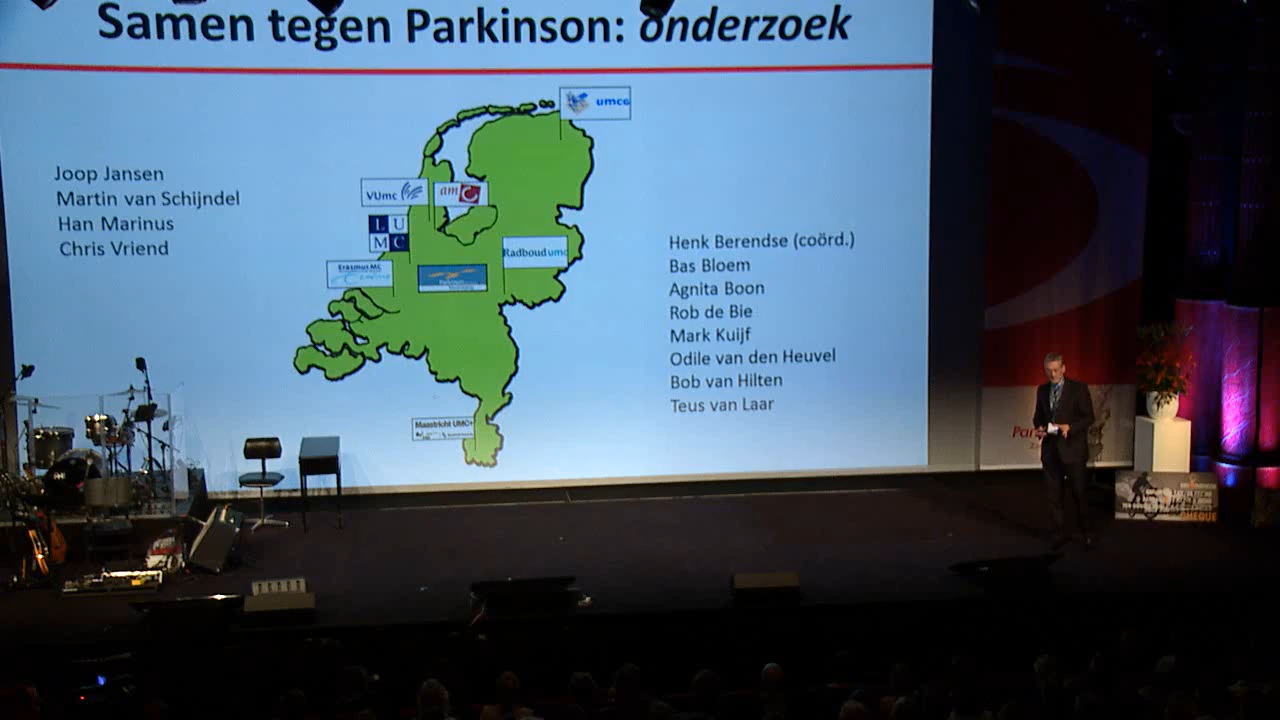 Samen tegen Parkinson: onderzoek
umcg
Joop Jansen
Martin van Schijndel
Han Marinus
Chris Vriend
VUmc
amc
L U
M C
Radboudumc
Erasmus MC
Henk Berendse (coörd.)
Bas Bloem
Agnita Boon
Rob de Bie
Mark Kuijf
Odile van den Heuvel
Bob van Hilten
Teus van Laar
Maastricht UMC+
CHEQUE